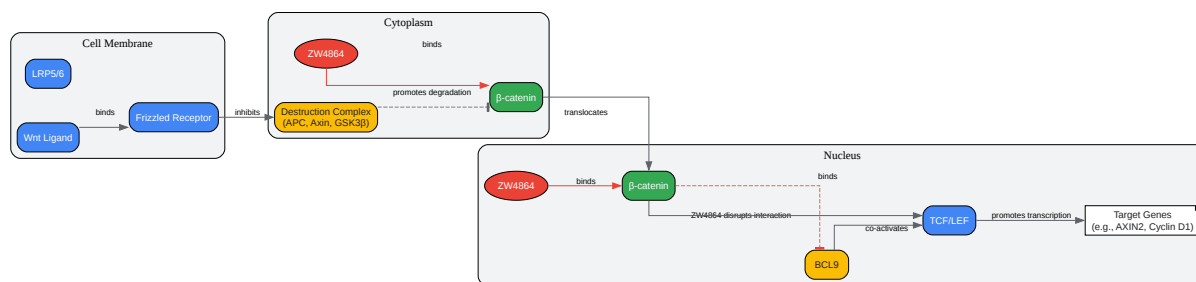 Cell Membrane
LRP5/6
Wnt Ligand
binds
Frizzled Receptor
inhibits
Cytoplasm
ZW4864
binds
promotes degradation
β-catenin
Destruction Complex
(APC, Axin, GSK3β)
translocates
Nucleus
ZW4864
binds
β-catenin
binds
ZW4864 disrupts interaction
co-activates
BCL9
TCF/LEF
promotes transcription
Target Genes
(e.g., AXIN2, Cyclin D1)